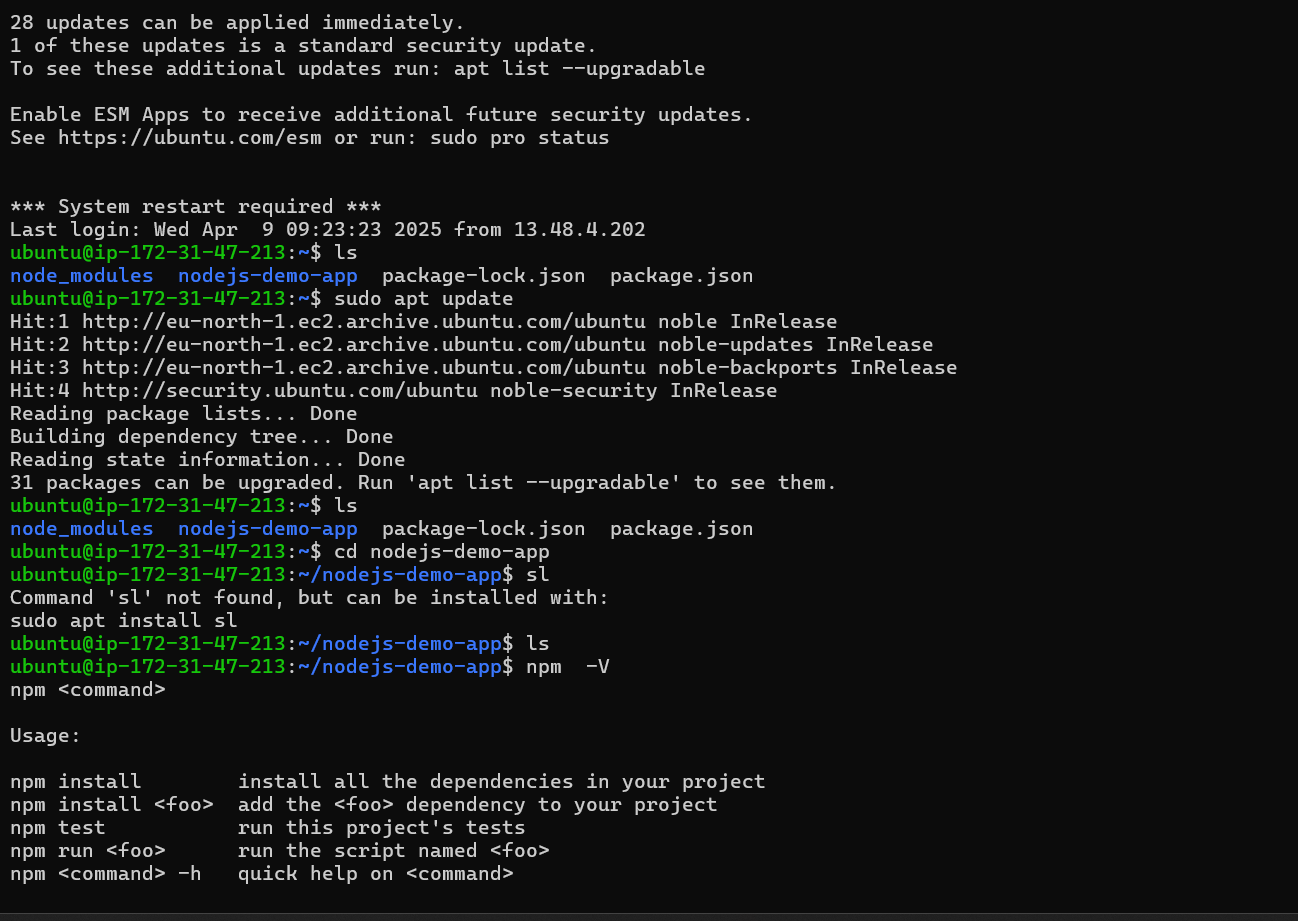 28 updates can be applied immediately.
1 of these updates is a standard security update.
To see these additional updates run: apt list --upgradable
Enable ESM Apps to receive additional future security updates.
See https://ubuntu.com/esm or run: sudo pro status
*** System restart required ***
Last login: Wed Apr  9 09:23:23 2025 from 13.48.4.202
ubuntu@ip-172-31-47-213:~$ ls
node_modules  nodejs-demo-app  package-lock.json  package.json
ubuntu@ip-172-31-47-213:~$ sudo apt update
Hit:1 http://eu-north-1.ec2.archive.ubuntu.com/ubuntu noble InRelease
Hit:2 http://eu-north-1.ec2.archive.ubuntu.com/ubuntu noble-updates InRelease
Hit:3 http://eu-north-1.ec2.archive.ubuntu.com/ubuntu noble-backports InRelease
Hit:4 http://security.ubuntu.com/ubuntu noble-security InRelease
Reading package lists... Done
Building dependency tree... Done
Reading state information... Done
31 packages can be upgraded. Run 'apt list --upgradable' to see them.
ubuntu@ip-172-31-47-213:~$ ls
node_modules  nodejs-demo-app  package-lock.json  package.json
ubuntu@ip-172-31-47-213:~$ cd nodejs-demo-app
ubuntu@ip-172-31-47-213:~/nodejs-demo-app$ sl
Command 'sl' not found, but can be installed with:
sudo apt install sl
ubuntu@ip-172-31-47-213:~/nodejs-demo-app$ ls
ubuntu@ip-172-31-47-213:~/nodejs-demo-app$ npm  -V
npm <command>
Usage:
npm install        install all the dependencies in your project
npm install <foo>  add the <foo> dependency to your project
npm test           run this project's tests
npm run <foo>      run the script named <foo>
npm <command> -h   quick help on <command>